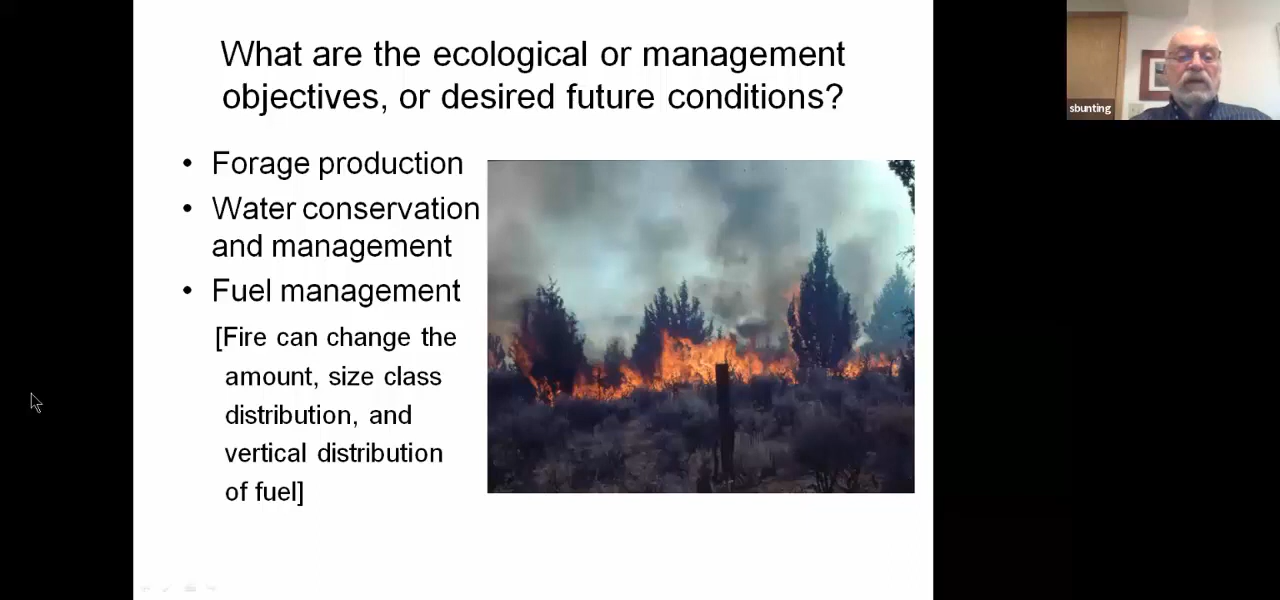 What are the ecological or management
objectives, or desired future conditions?
• Forage production
• Water conservation
and management
• Fuel management
[Fire can change the
amount, size class
distribution, and
vertical distribution
of fuel]
sbunting